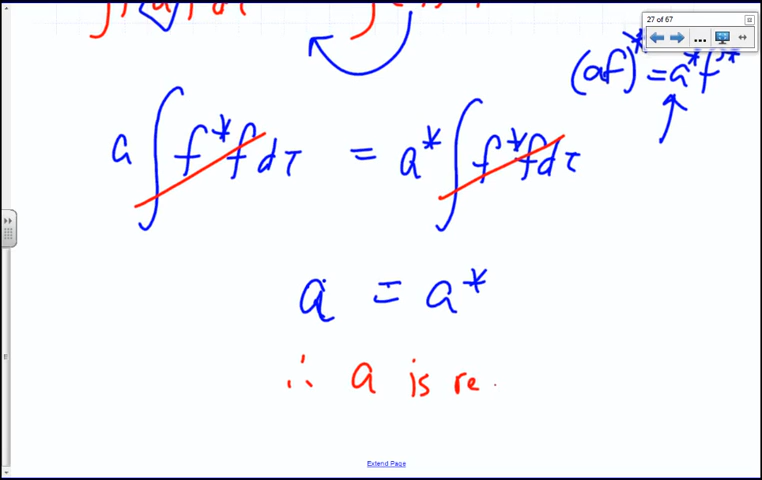 27 of 67
(af)* = a* f*
a ∫ f*f dτ = a* ∫ f*f dτ
a = a*
∴ a is re
Extend Page